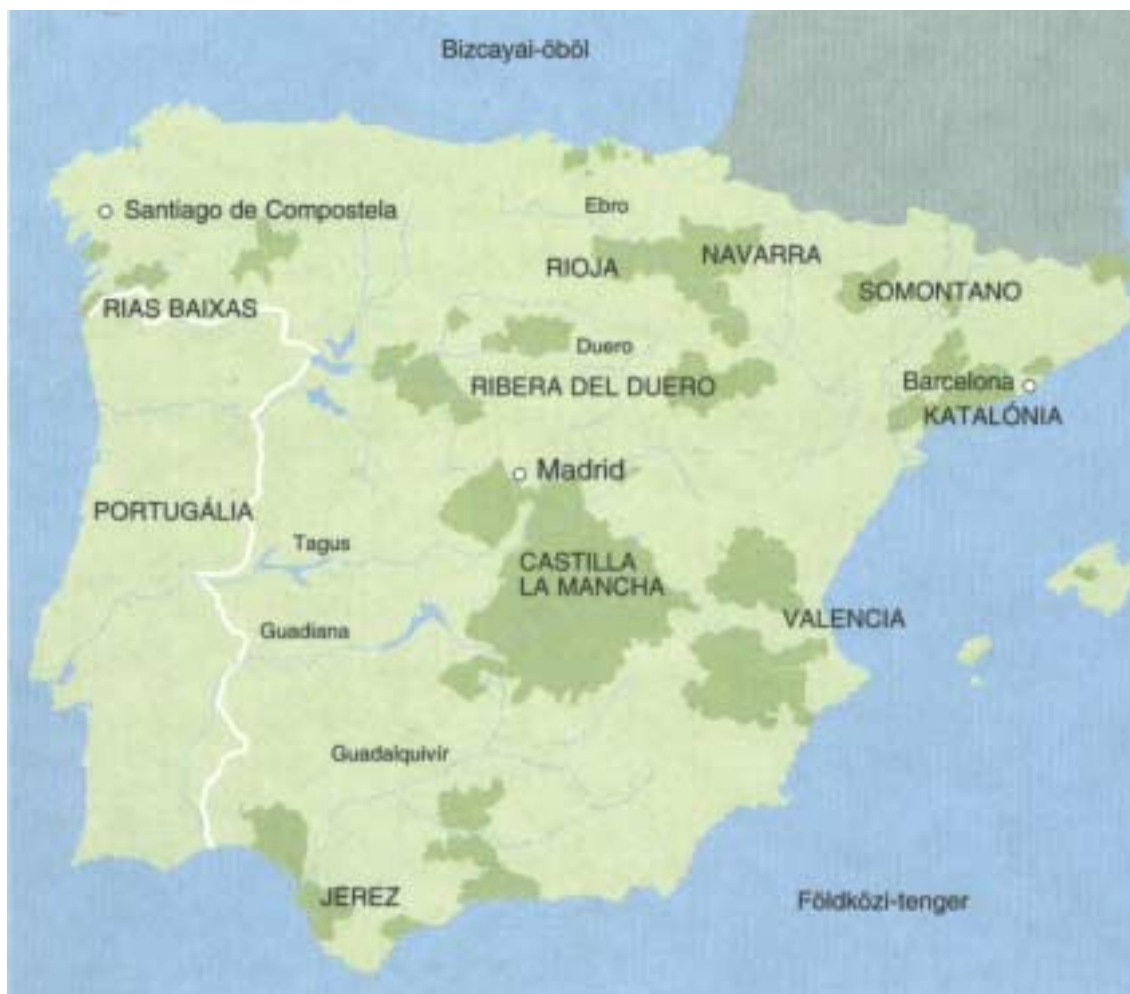 Bizcayai-öböl
Santiago de Compostela
Ebro
RIOJA
NAVARRA
SOMONTANO
RIAS BAIXAS
Duero
RIBERA DEL DUERO
Barcelona
KATALÓNIA
Madrid
PORTUGÁLIA
Tagus
CASTILLA
LA MANCHA
VALENCIA
Guadiana
Guadalquivír
JEREZ
Földközi-tenger